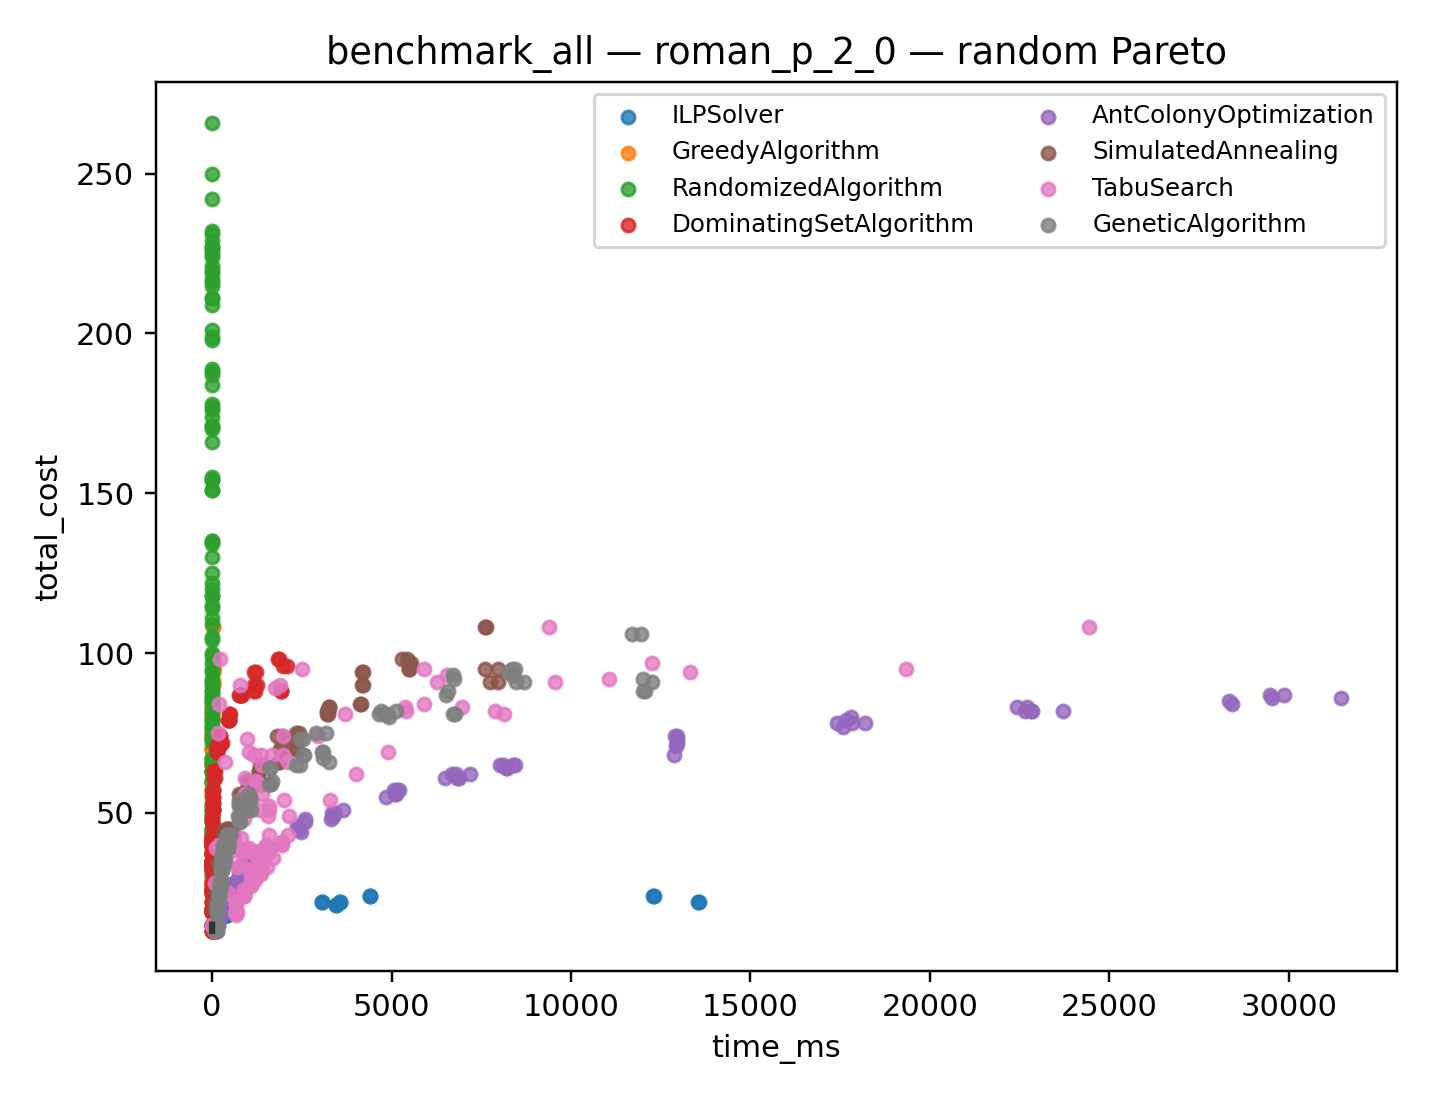 benchmark_all — roman_p_2_0 — random Pareto
ILPSolver
GreedyAlgorithm
RandomizedAlgorithm
DominatingSetAlgorithm
AntColonyOptimization
SimulatedAnnealing
TabuSearch
GeneticAlgorithm
total_cost
250
200
150
100
50
0 5000 10000 15000 20000 25000 30000
time_ms